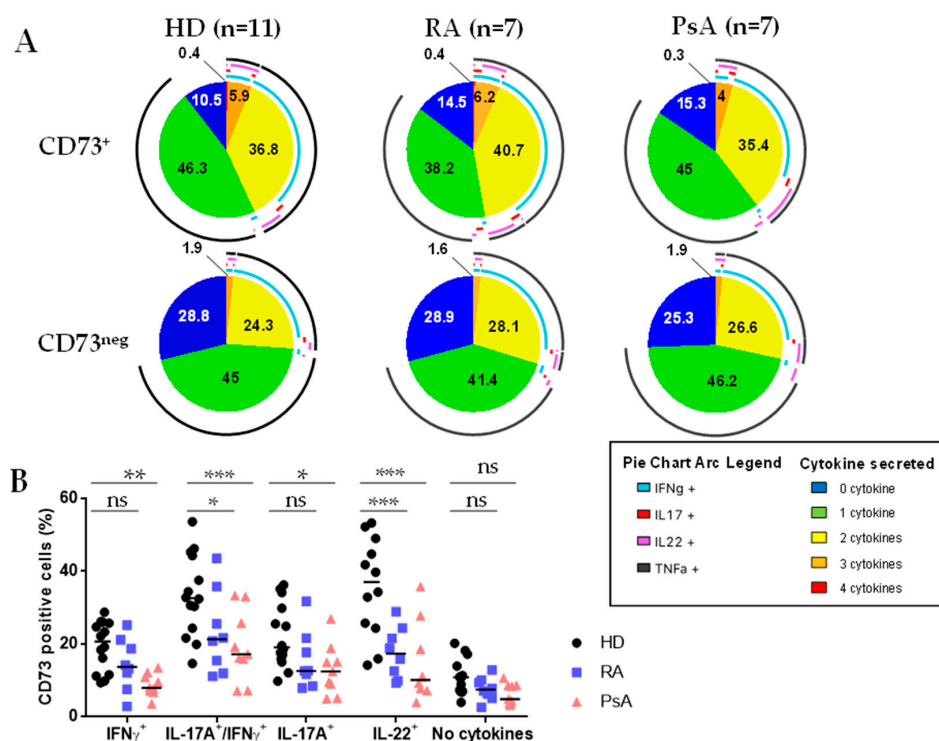 A
HD (n=11) RA (n=7) PsA (n=7)
0.4 0.4 0.3
10.5 5.9 14.5 6.2 15.3 4
CD73+
36.8 40.7 35.4
46.3 38.2 45
1.9 1.6 1.9
28.8 24.3 28.9 28.1 25.3 26.6
CD73neg
45 41.4 46.2
Pie Chart Arc Legend
IFNg +
IL17 +
IL22 +
TNFa +
Cytokine secreted
0 cytokine
1 cytokine
2 cytokines
3 cytokines
4 cytokines
B
** *** * *** ns
ns * ns *** ns
CD73 positive cells (%)
60
40
20
0
IFNγ+ IL-17A+/IFNγ+ IL-17A+ IL-22+ No cytokines
HD
RA
PsA